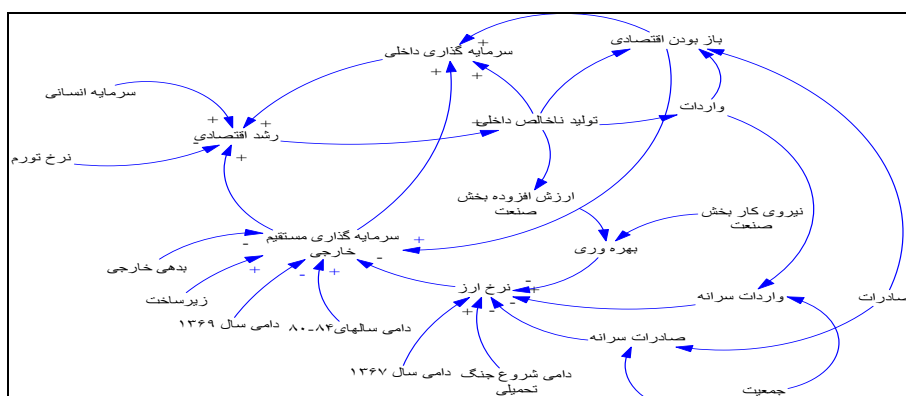 باز بودن اقتصادی
سرمایه گذاری داخلی
سرمایه انسانی
واردات
تولید ناخالص داخلی
رشد اقتصادی
نرخ تورم
ارزش افزوده بخش
صنعت
نیروی کار بخش
صنعت
سرمایه گذاری مستقیم
خارجی
بهره وری
بدهی خارجی
زیرساخت
نرخ ارز
واردات سرانه
صادرات
دامی سال ۱۳۶۹
دامی سالهای ۸۴-۸۰
صادرات سرانه
دامی سال ۱۳۶۷
دامی شروع جنگ
تحمیلی
جمعیت